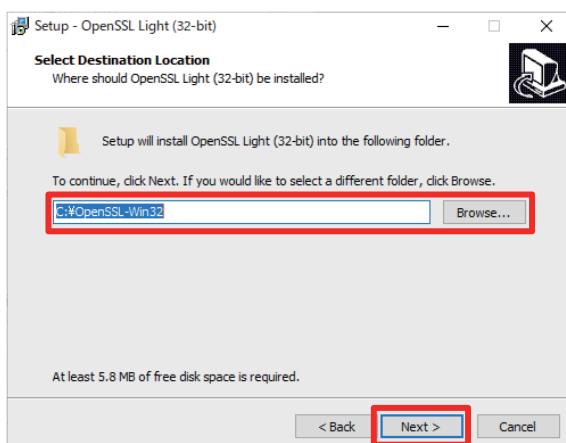 Setup - OpenSSL Light (32-bit)
Select Destination Location
Where should OpenSSL Light (32-bit) be installed?
Setup will install OpenSSL Light (32-bit) into the following folder.
To continue, click Next. If you would like to select a different folder, click Browse.
C:¥OpenSSL-Win32
Browse...
At least 5.8 MB of free disk space is required.
< Back
Next >
Cancel